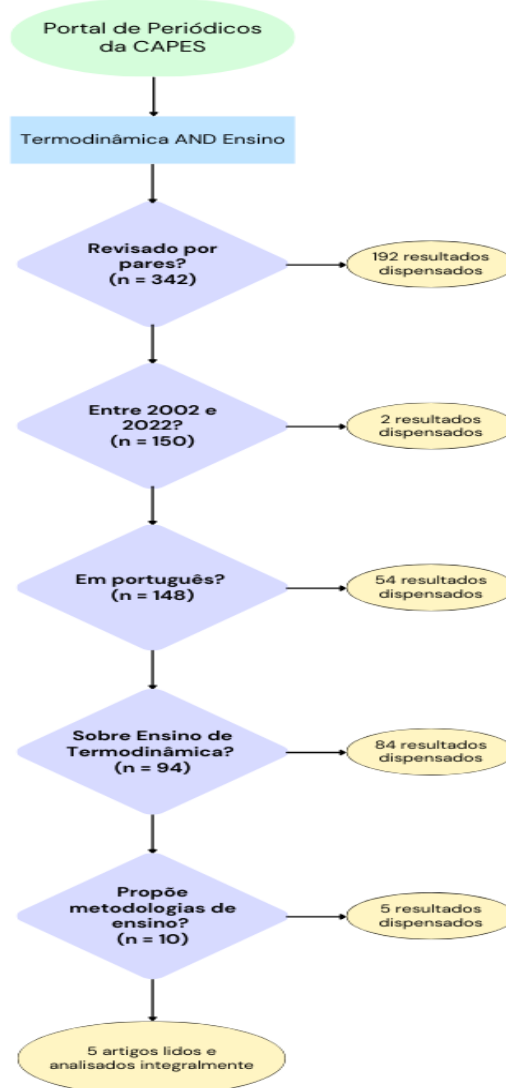 Portal de Periódicos
da CAPES
Termodinâmica AND Ensino
Revisado por
pares?
(n = 342)
192 resultados
dispensados
Entre 2002 e
2022?
(n = 150)
2 resultados
dispensados
Em português?
(n = 148)
54 resultados
dispensados
Sobre Ensino de
Termodinâmica?
(n = 94)
84 resultados
dispensados
Propõe
metodologias de
ensino?
(n = 10)
5 resultados
dispensados
5 artigos lidos e
analisados integralmente